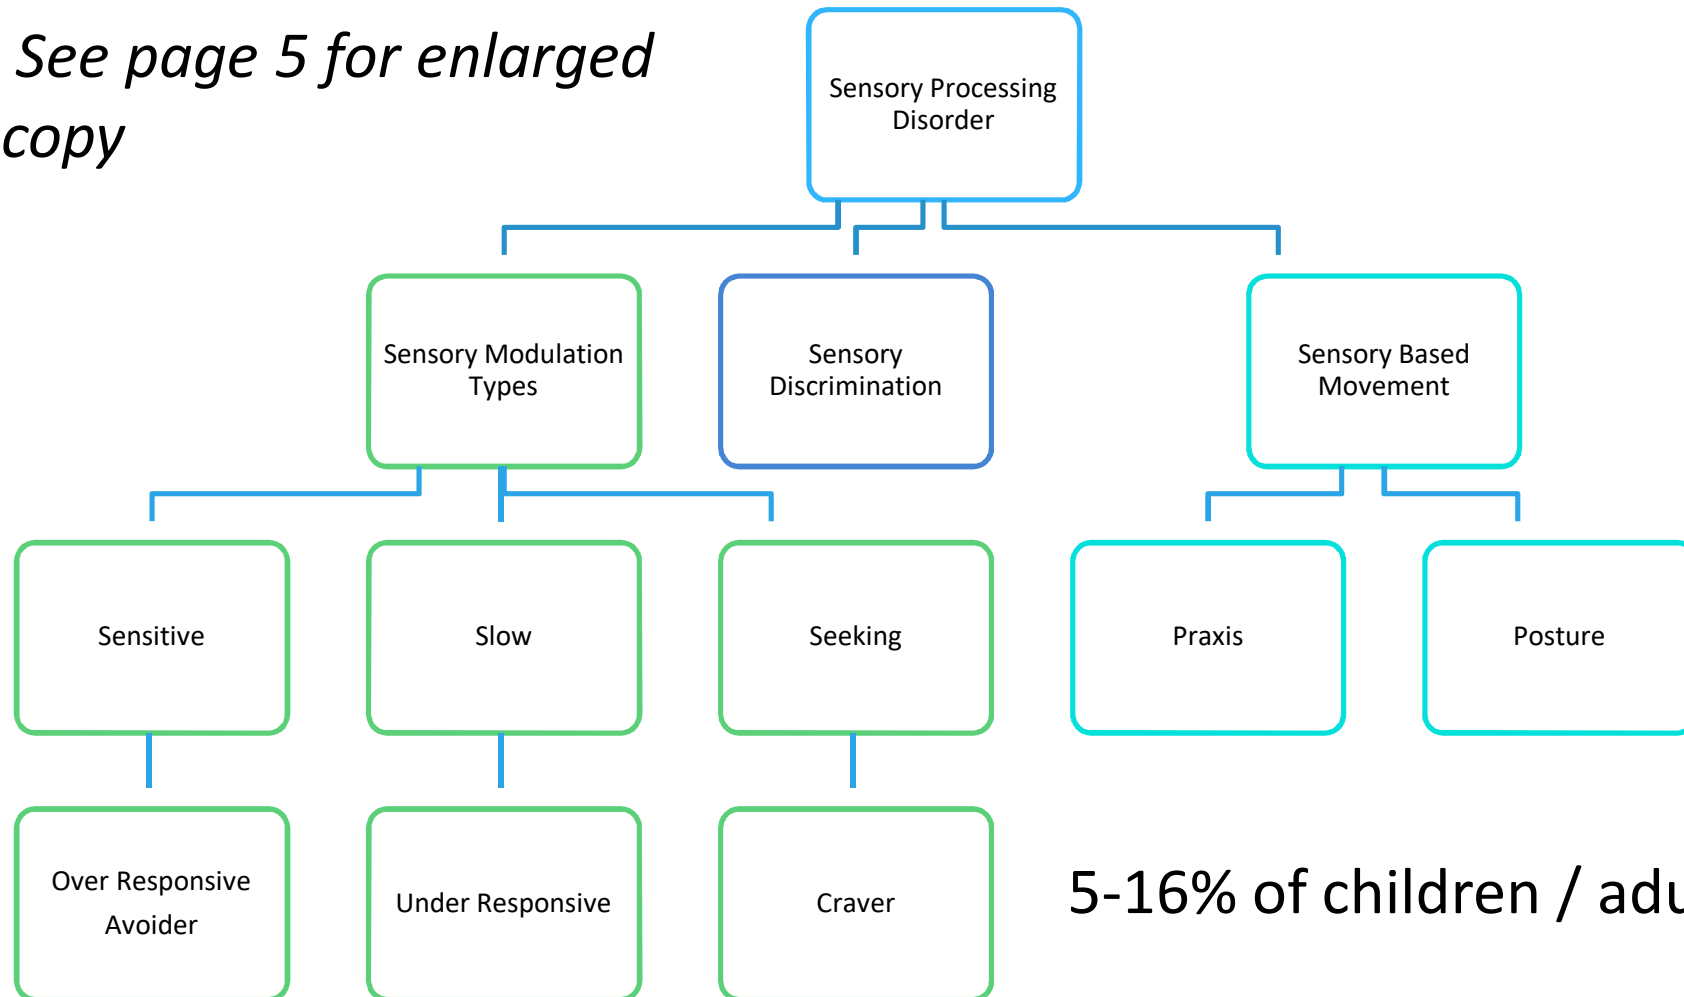 See page 5 for enlarged
copy
Sensory Processing
Disorder
Sensory Modulation
Types
Sensory
Discrimination
Sensory Based
Movement
Sensitive
Slow
Seeking
Praxis
Posture
Over Responsive
Avoider
Under Responsive
Craver
5-16% of children /